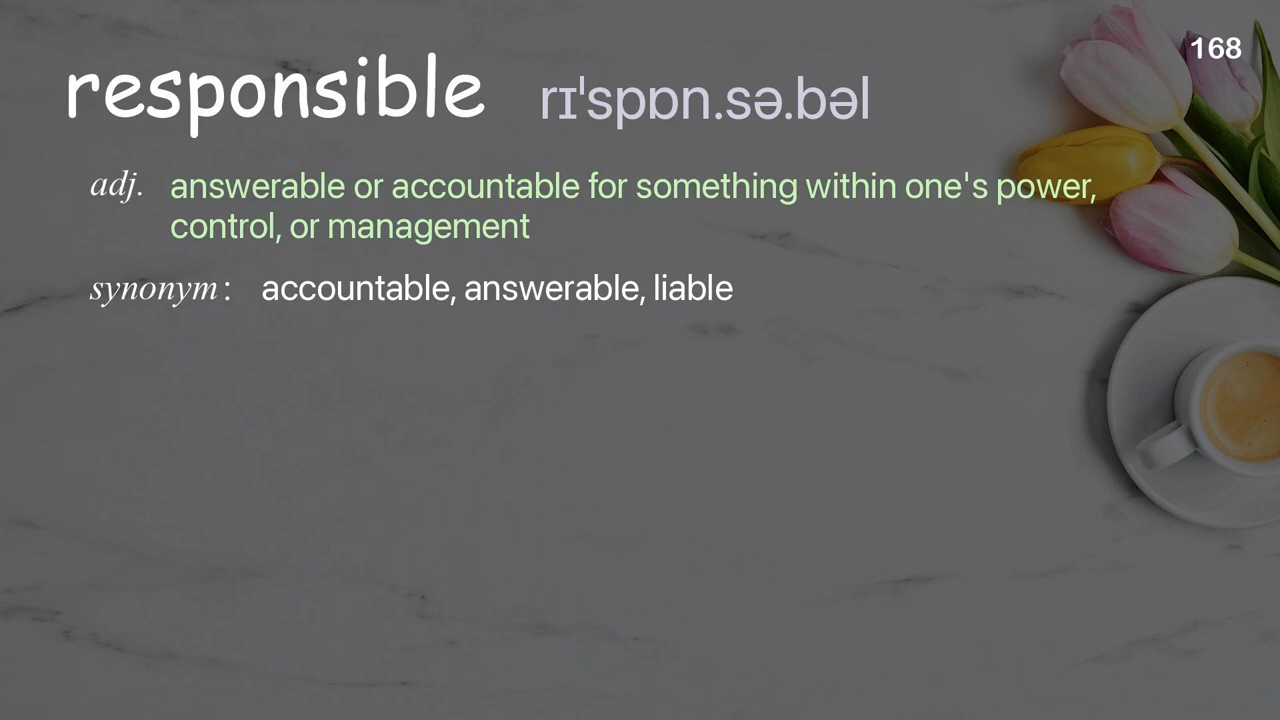 168
responsible rɪˈspɒn.sə.bəl
adj. answerable or accountable for something within one's power,
control, or management
synonym : accountable, answerable, liable